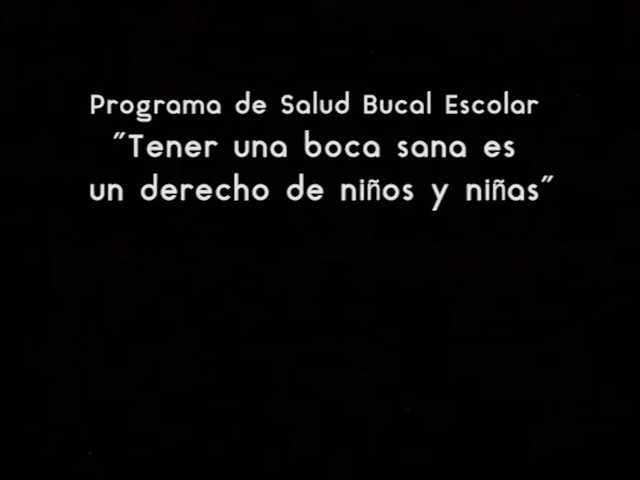 Programa de Salud Bucal Escolar
"Tener una boca sana es
un derecho de niños y niñas"